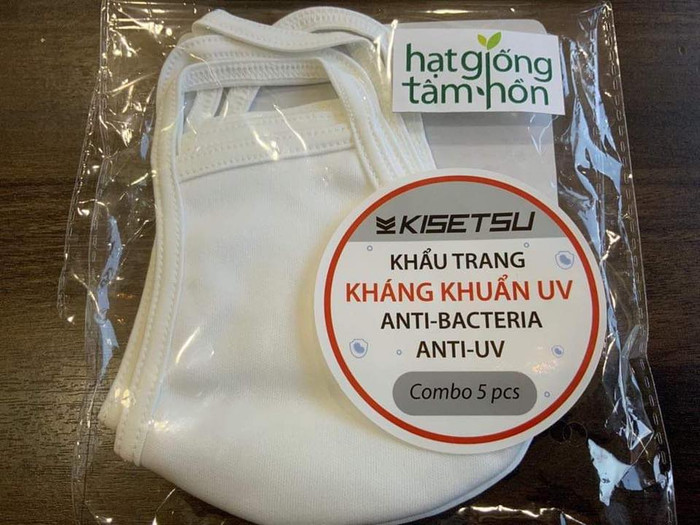 hạt giống
tâm hồn
KISETSU
KHẨU TRANG
KHÁNG KHUẨN UV
ANTI-BACTERIA
ANTI-UV
Combo 5 pcs